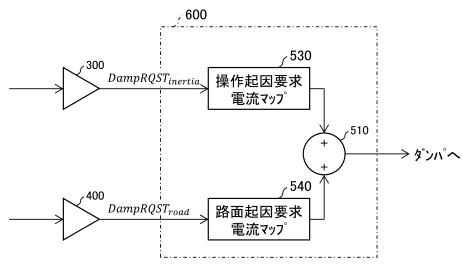 600
300
DampRQST_inertia
530
操作起因要求
電流マップ
510
+
+
ダンパへ
400
DampRQST_road
540
路面起因要求
電流マップ